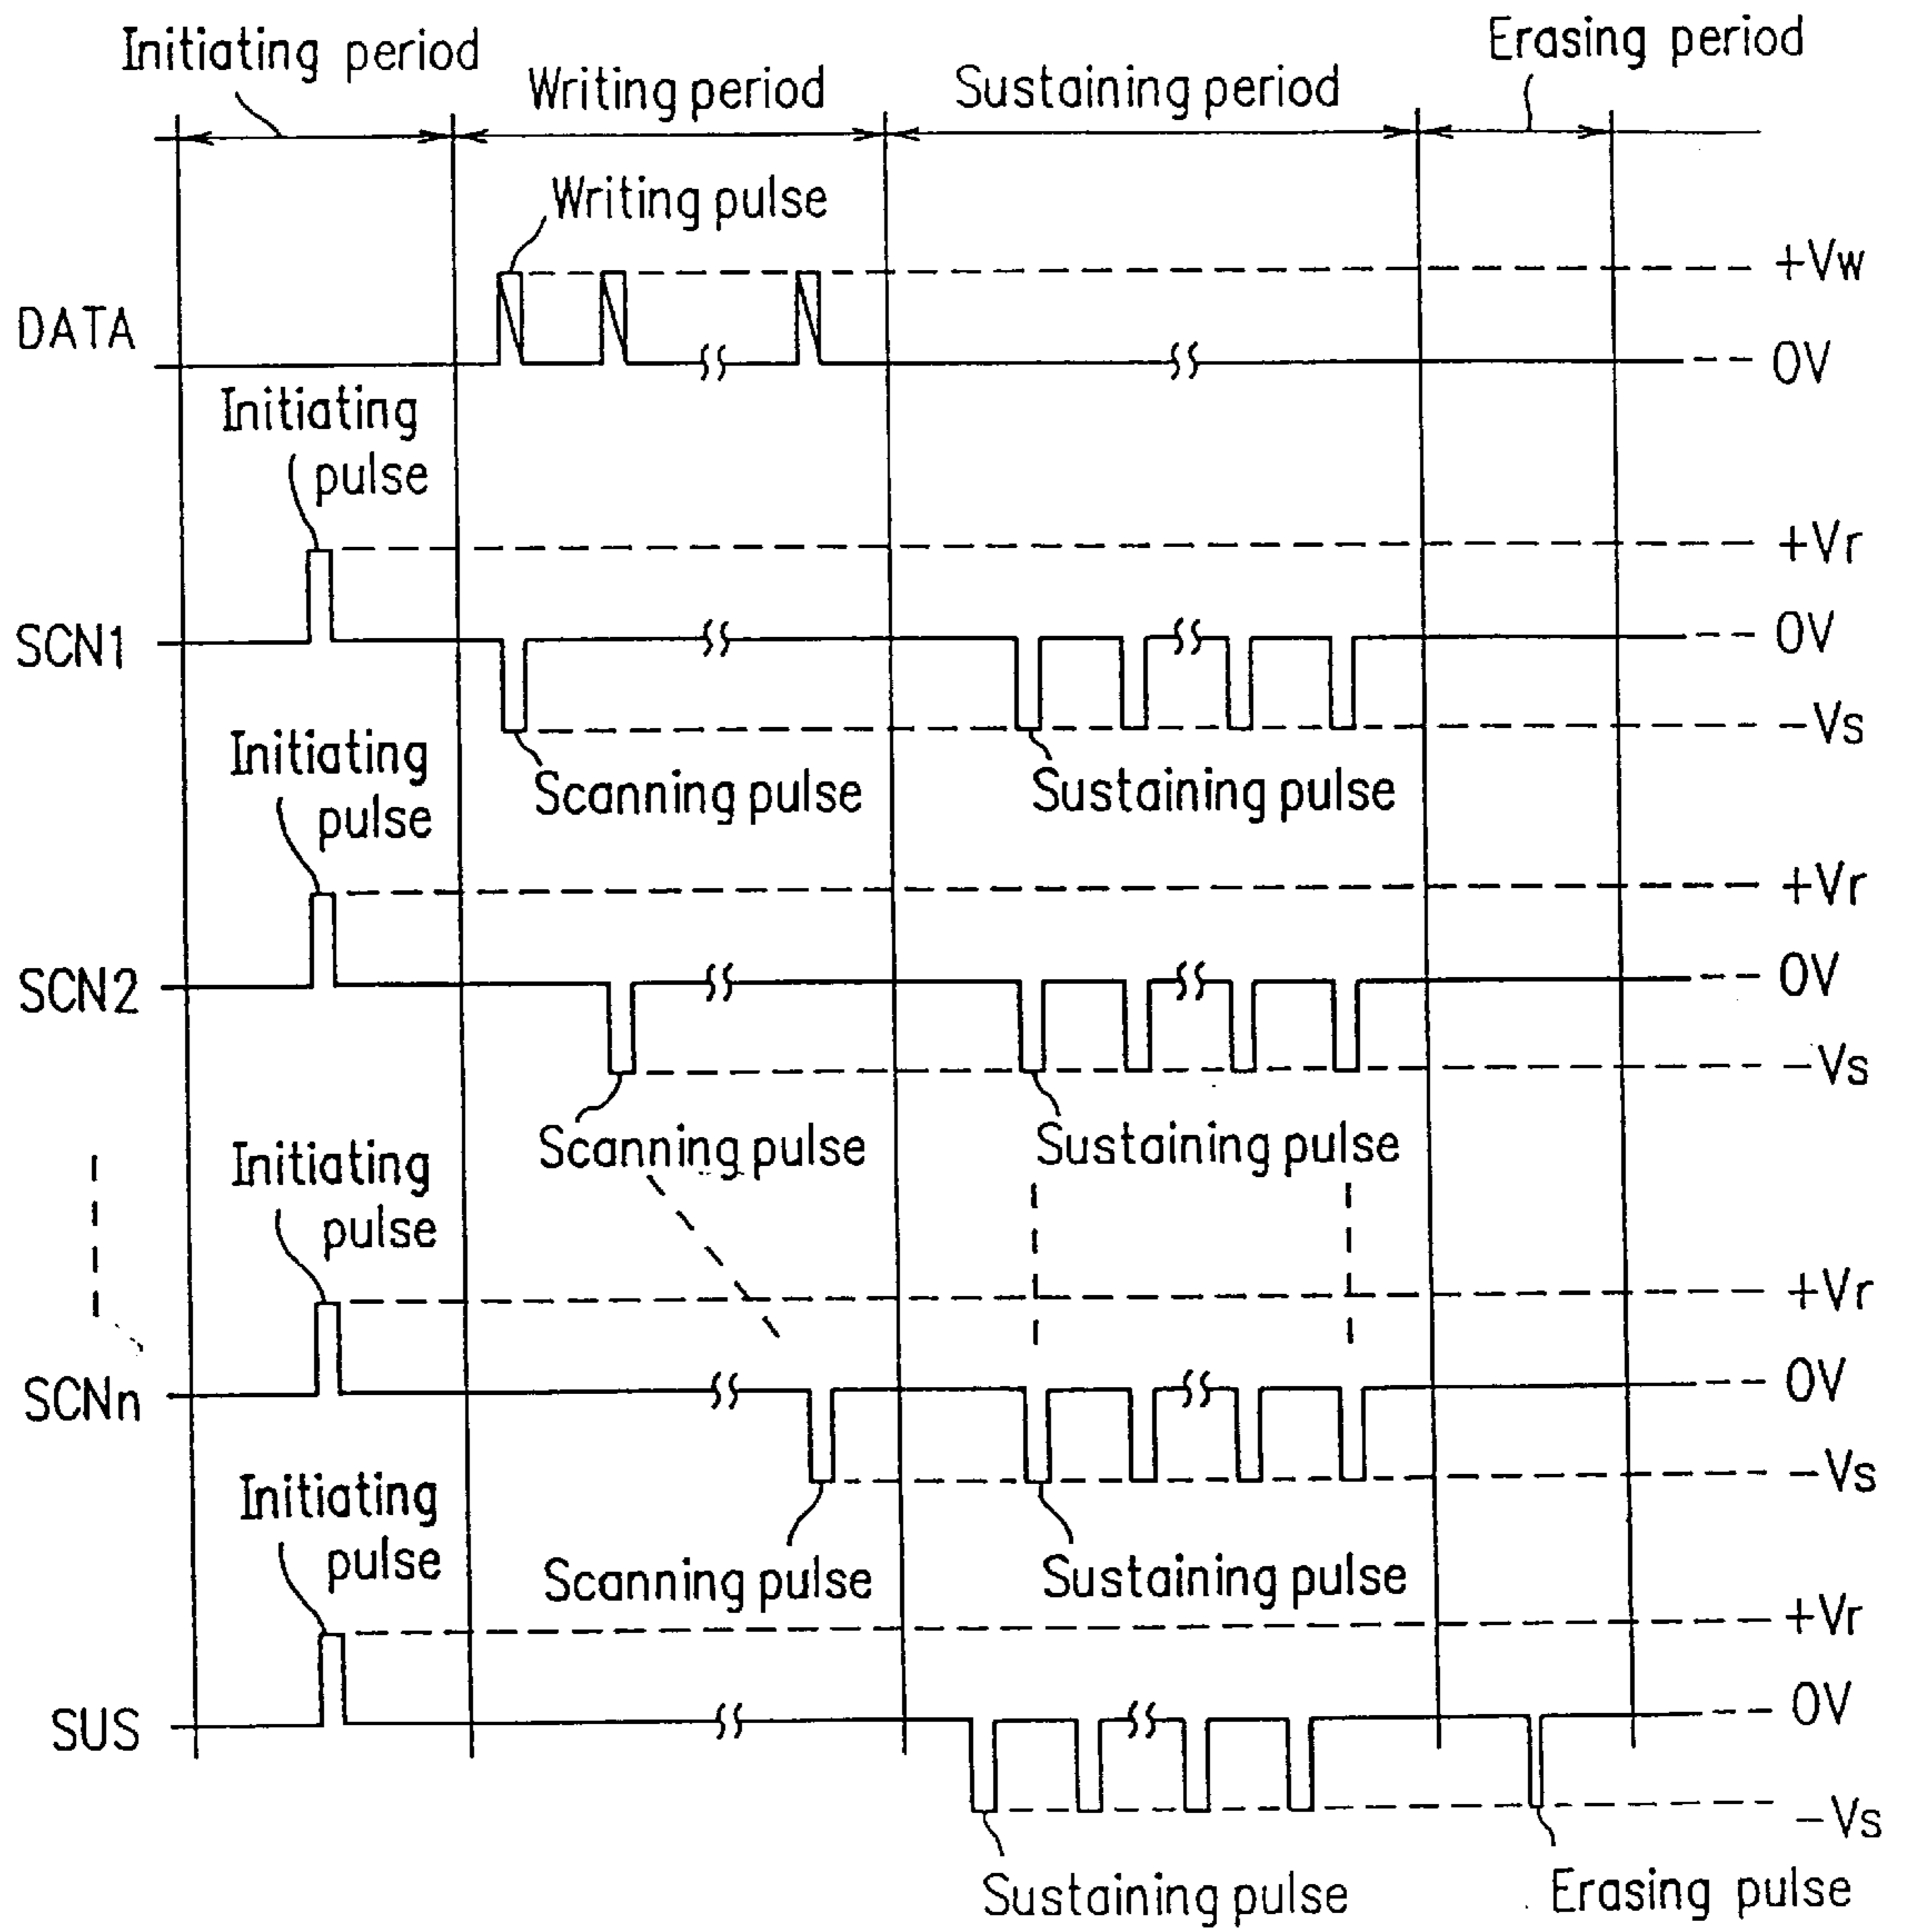 Initiating period
Writing period
Sustaining period
Erasing period
Writing pulse
+Vw
DATA
0V
Initiating
pulse
+Vr
SCN1
0V
-Vs
Scanning pulse
Sustaining pulse
Initiating
pulse
+Vr
SCN2
0V
-Vs
Scanning pulse
Sustaining pulse
Initiating
pulse
+Vr
SCNn
0V
-Vs
Scanning pulse
Sustaining pulse
Initiating
pulse
+Vr
SUS
0V
-Vs
Sustaining pulse
Erasing pulse